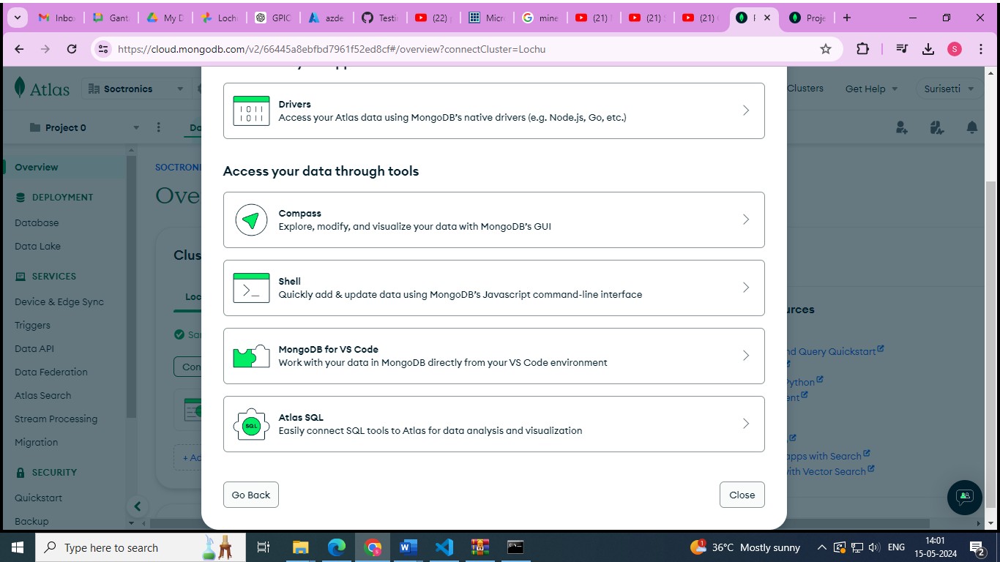 Inbo
Gant
My D
Loch
GPIO
azde
Testin
(22)
Micr
mine
(21)
(21)
(21)
Proje
https://cloud.mongodb.com/v2/66445a8ebfbd7961f52ed8cf#/overview?connectCluster=Lochu
S
Atlas
Soctronics
Clusters
Get Help
Surisetti
Project 0
Da
Drivers
Access your Atlas data using MongoDB's native drivers (e.g. Node.js, Go, etc.)
Overview
DEPLOYMENT
Database
Data Lake
SERVICES
Device & Edge Sync
Triggers
Data API
Data Federation
Atlas Search
Stream Processing
Migration
SECURITY
Quickstart
Backup
SOCTRONI
Ove
Clus
Loc
Sam
Con
+ Ad
Access your data through tools
Compass
Explore, modify, and visualize your data with MongoDB's GUI
Shell
Quickly add & update data using MongoDB's Javascript command-line interface
MongoDB for VS Code
Work with your data in MongoDB directly from your VS Code environment
SQL
Atlas SQL
Easily connect SQL tools to Atlas for data analysis and visualization
Go Back
Close
urces
nd Query Quickstart
Python
ent
apps with Search
with Vector Search
Type here to search
1
36°C Mostly sunny
ENG
14:01
15-05-2024
2